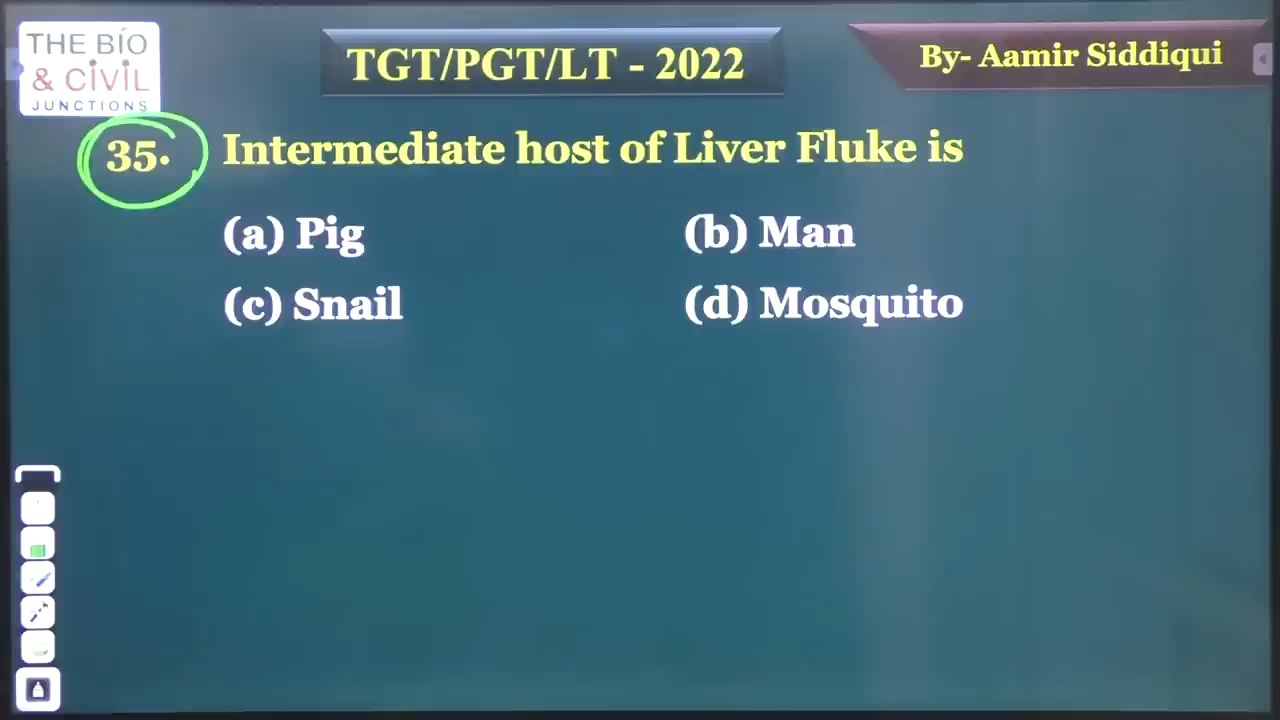 THE BIO
& CIVIL
JUNCTIONS
TGT/PGT/LT - 2022
By- Aamir Siddiqui
35. Intermediate host of Liver Fluke is
(a) Pig (b) Man
(c) Snail (d) Mosquito